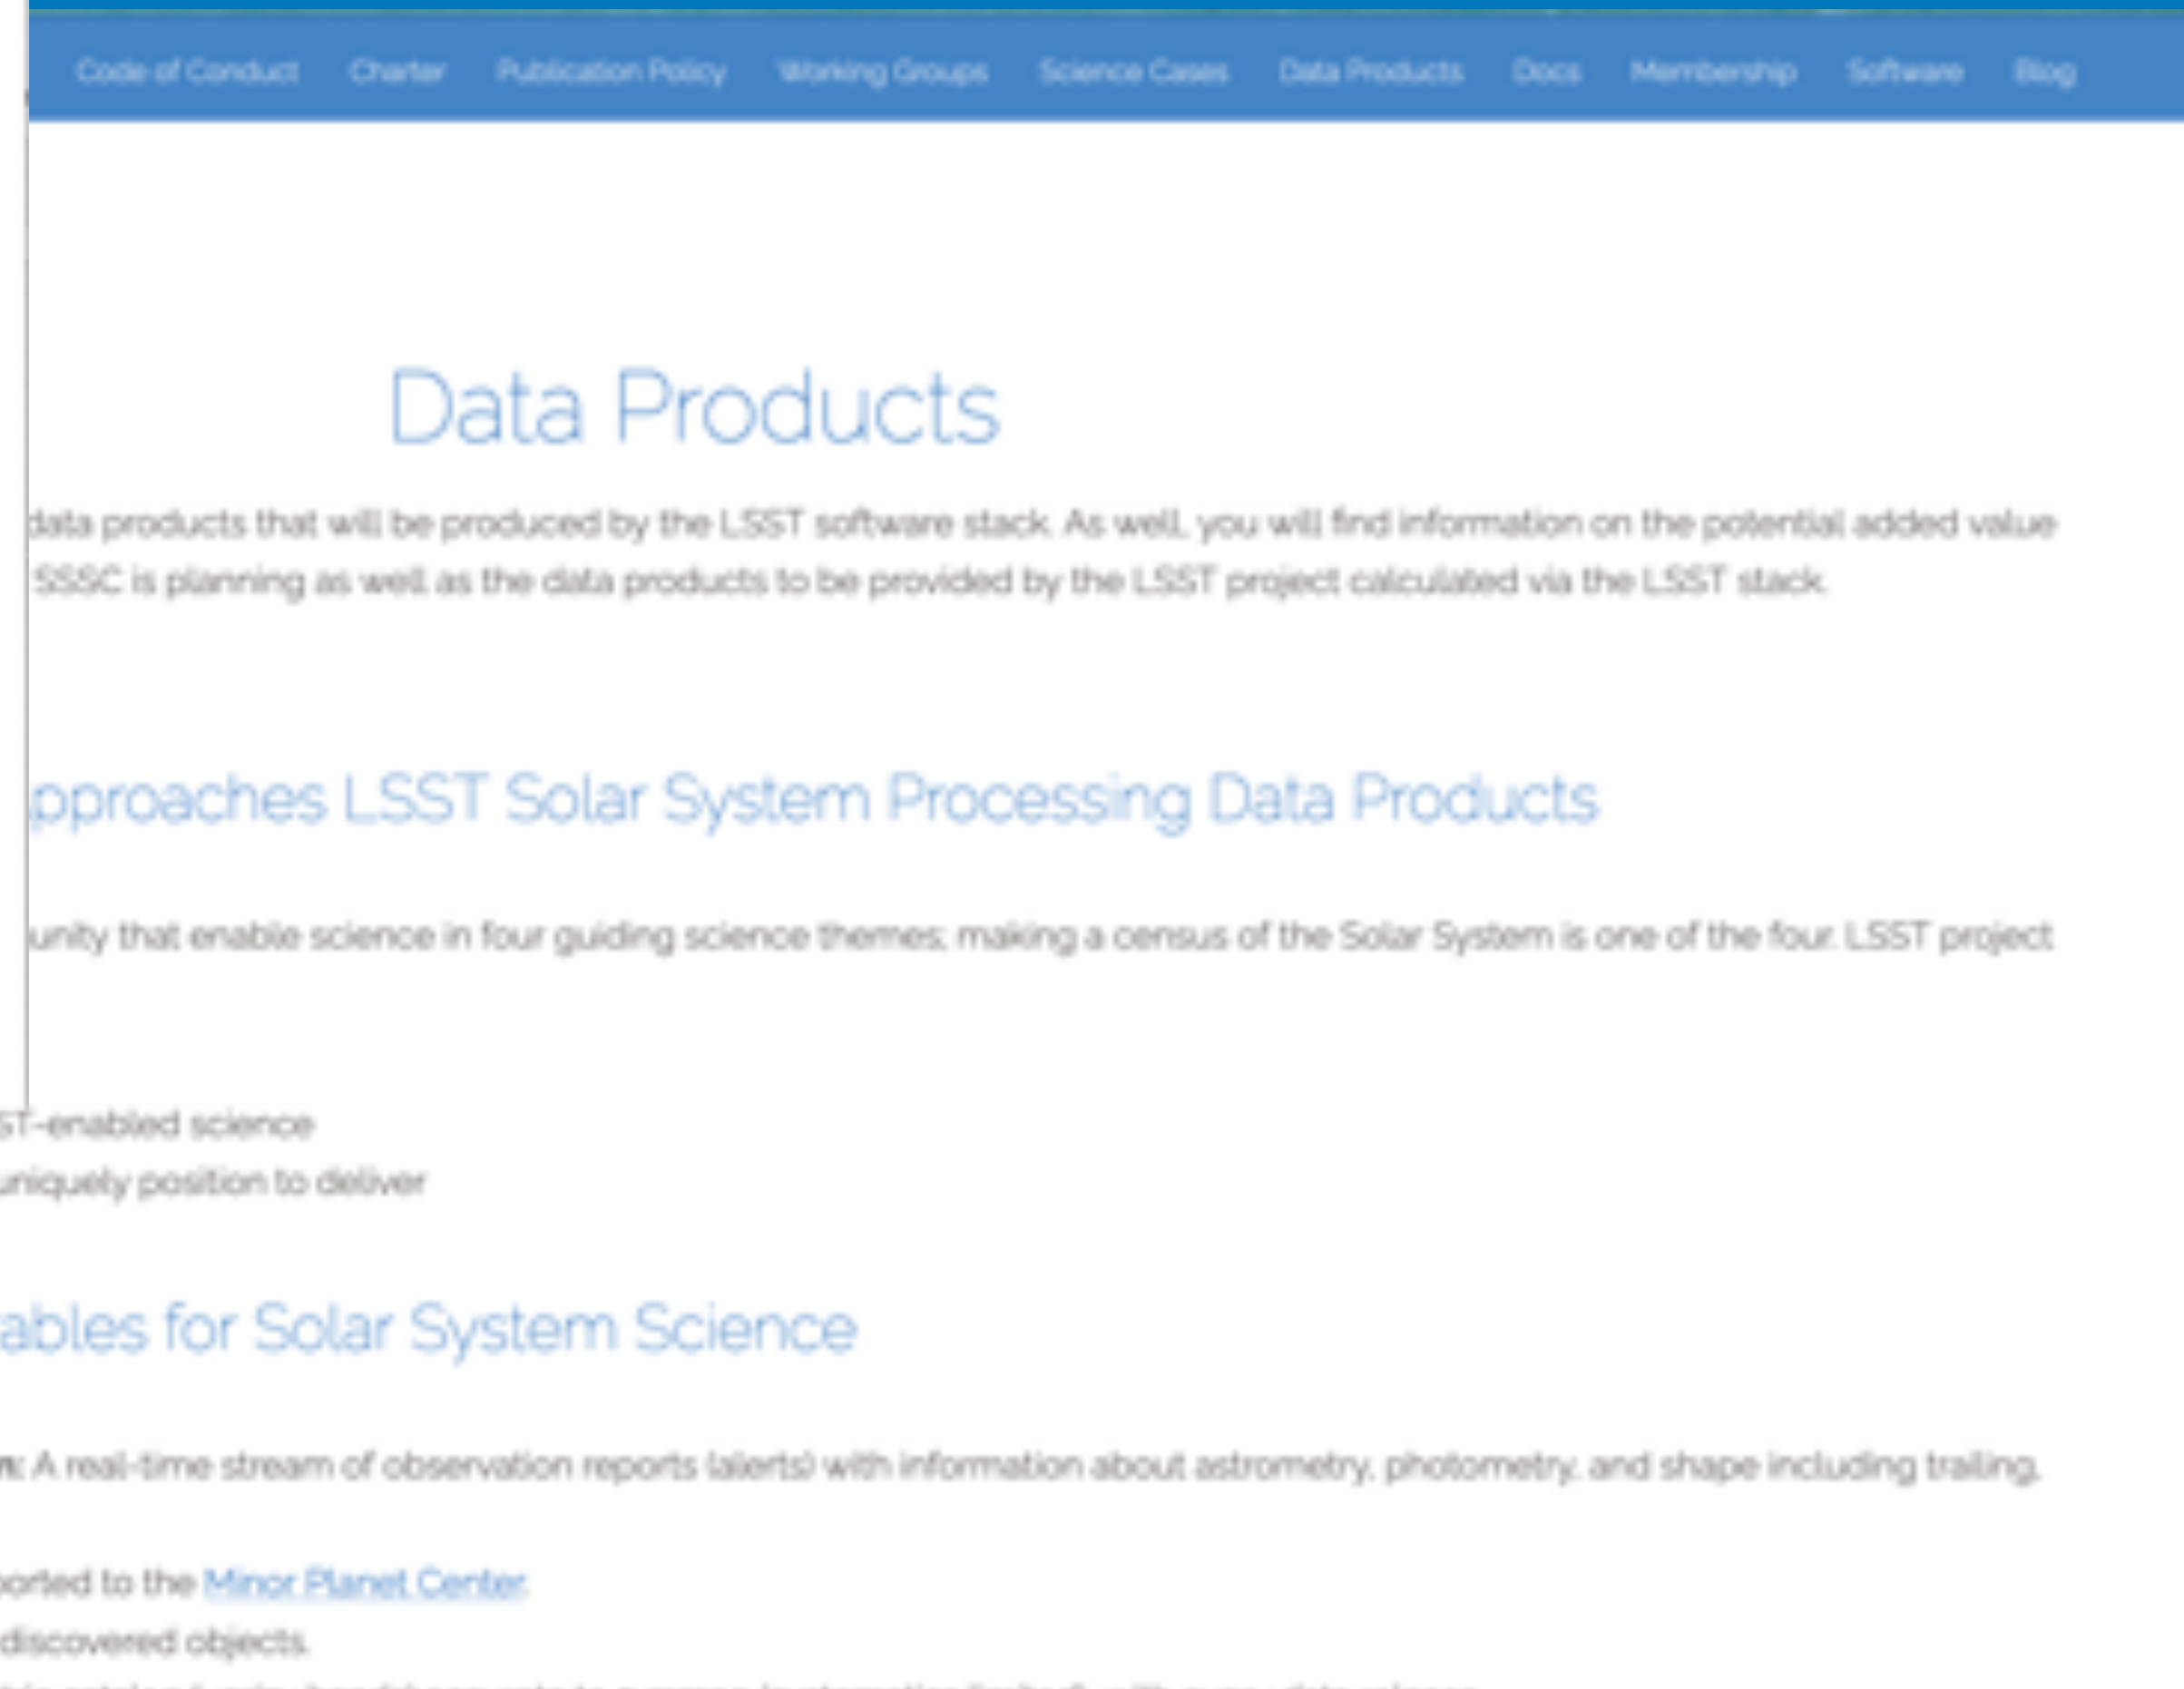 Code of Conduct Charter Publication Policy Working Groups Science Cases Data Products Docs Membership Software Blog
Data Products
data products that will be produced by the LSST software stack. As well, you will find information on the potential added value
SSSC is planning as well as the data products to be provided by the LSST project calculated via the LSST stack.
pproaches LSST Solar System Processing Data Products
unity that enable science in four guiding science themes; making a census of the Solar System is one of the four. LSST project
ST-enabled science
uniquely position to deliver
ables for Solar System Science
n: A real-time stream of observation reports (alerts) with information about astrometry, photometry, and shape including trailing,
ported to the Minor Planet Center.
discovered objects.